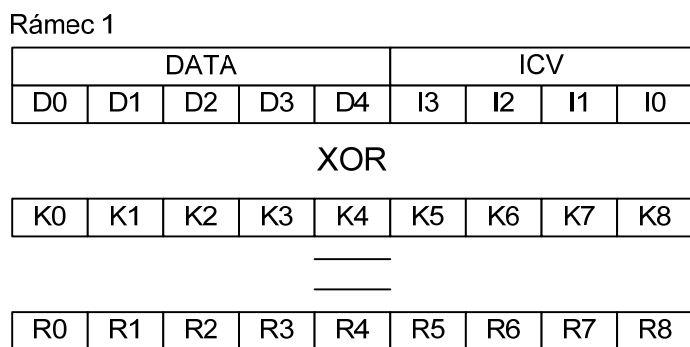 Rámec 1
DATA ICV
D0 D1 D2 D3 D4 I3 I2 I1 I0
XOR
K0 K1 K2 K3 K4 K5 K6 K7 K8
R0 R1 R2 R3 R4 R5 R6 R7 R8